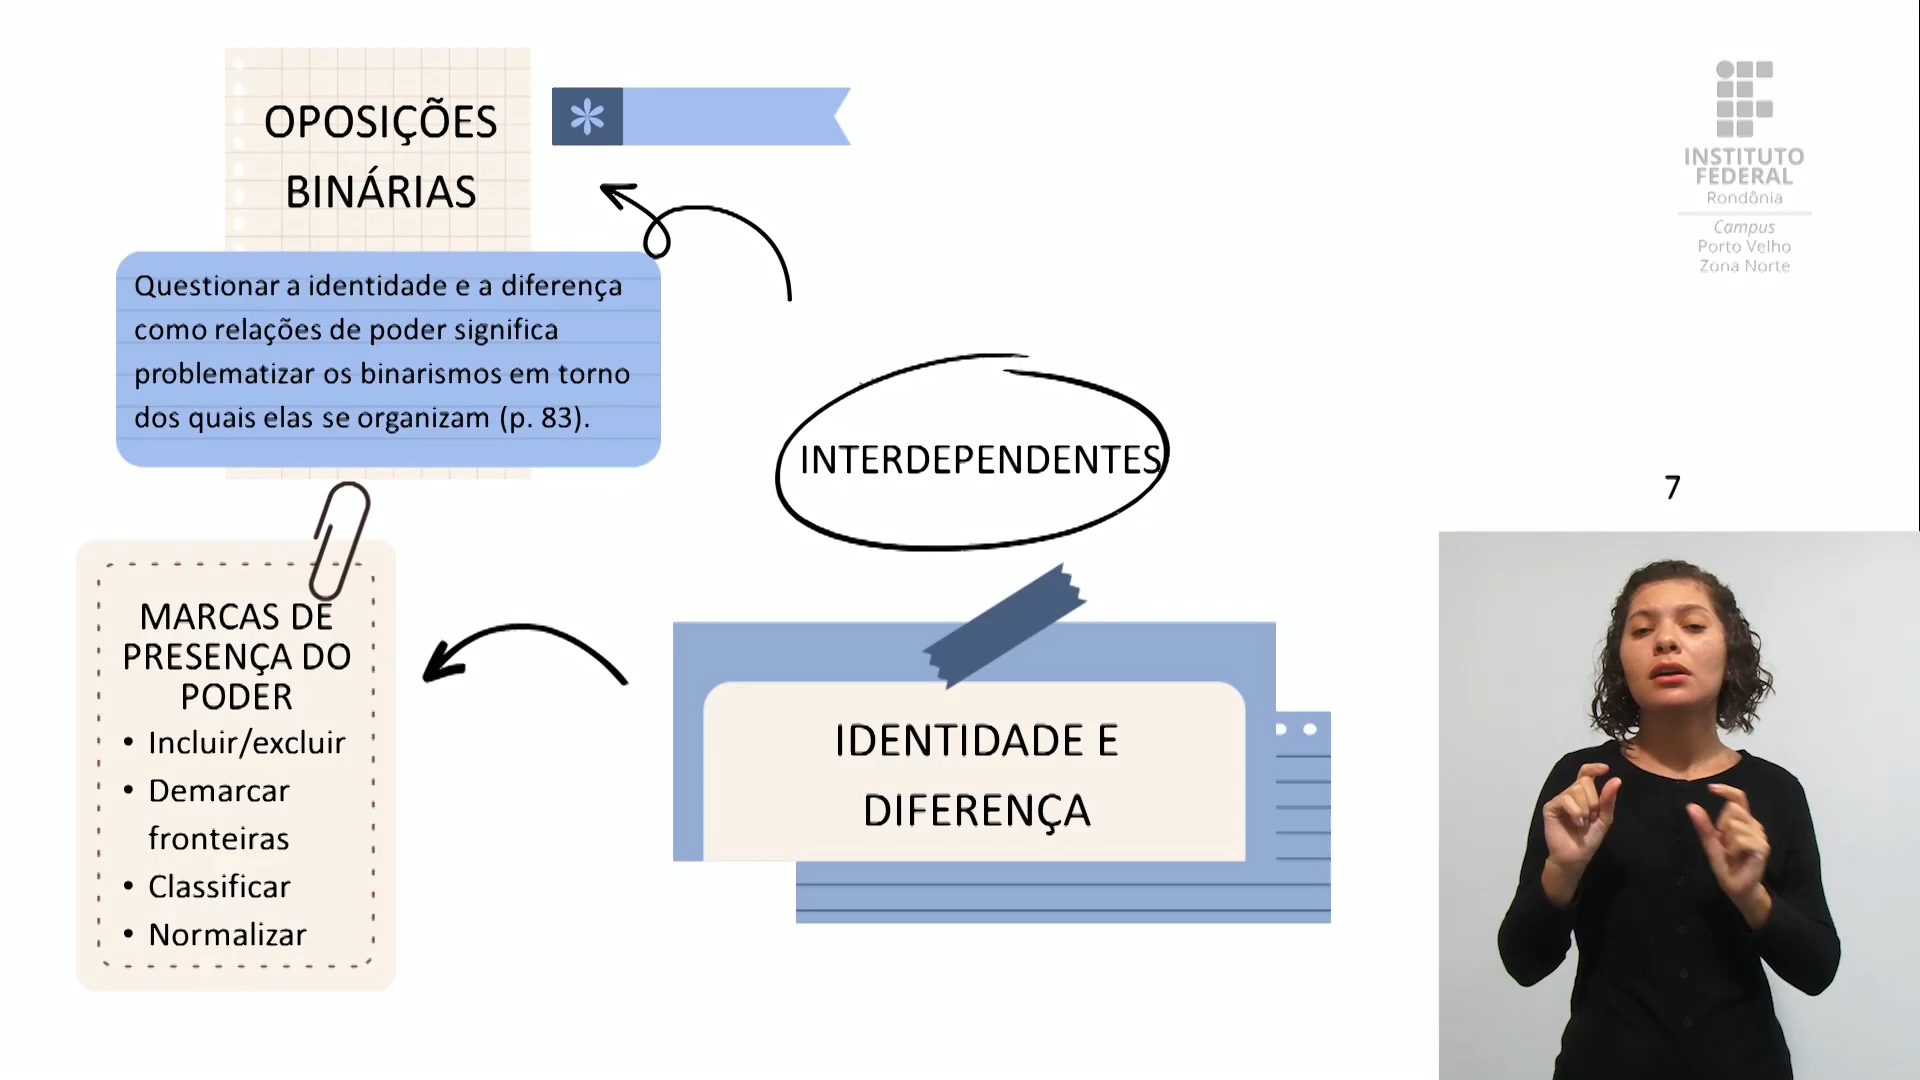 OPOSIÇÕES
BINÁRIAS
Questionar a identidade e a diferença
como relações de poder significa
problematizar os binarismos em torno
dos quais elas se organizam (p. 83).
MARCAS DE
PRESENÇA DO
PODER
• Incluir/excluir
• Demarcar
fronteiras
• Classificar
• Normalizar
INTERDEPENDENTES
IDENTIDADE E
DIFERENÇA
INSTITUTO
FEDERAL
Rondônia
Campus
Porto Velho
Zona Norte
7